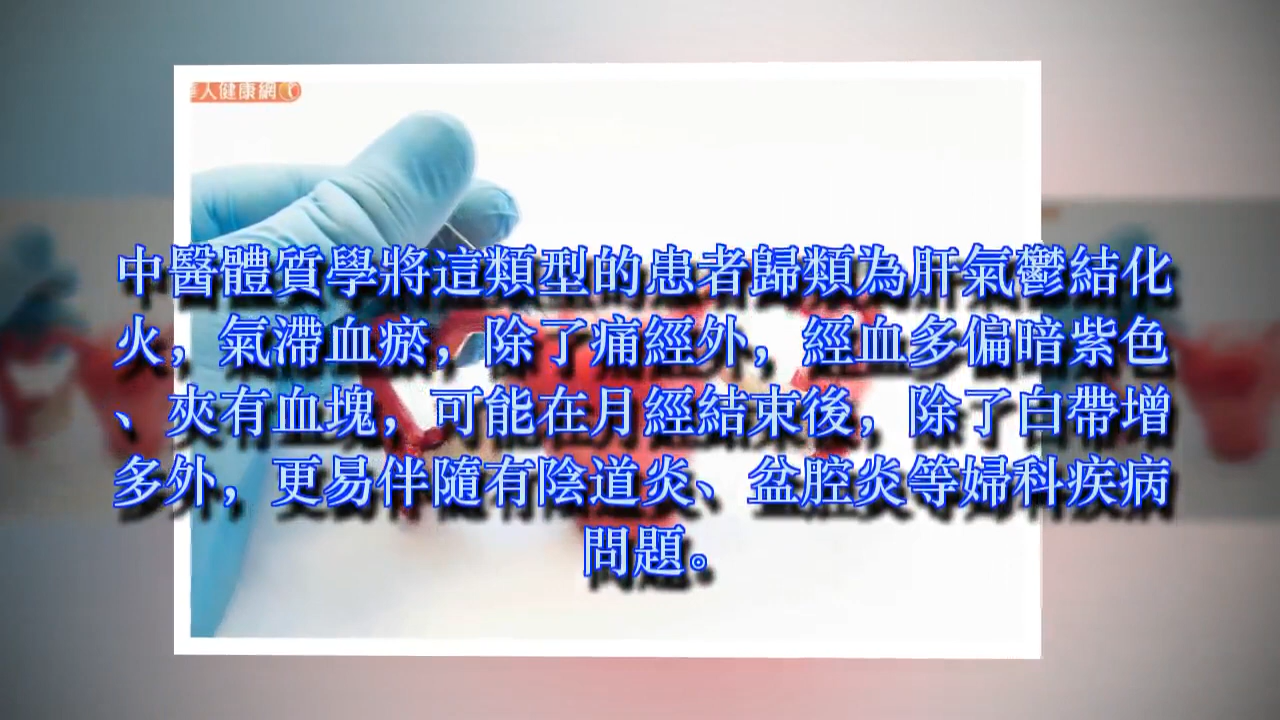 華人健康網
中醫體質學將這類型的患者歸類為肝氣鬱結化
火，氣滯血瘀，除了痛經外，經血多偏暗紫色
、夾有血塊，可能在月經結束後，除了白帶增
多外，更易伴隨有陰道炎、盆腔炎等婦科疾病
問題。